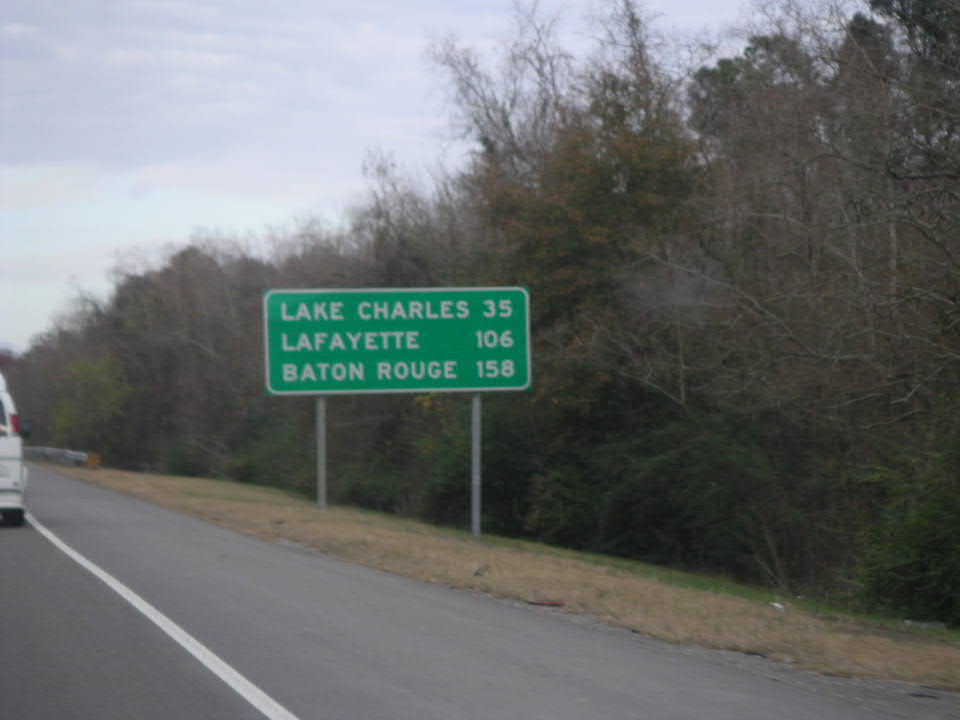 LAKE CHARLES 35
LAFAYETTE 106
BATON ROUGE 158